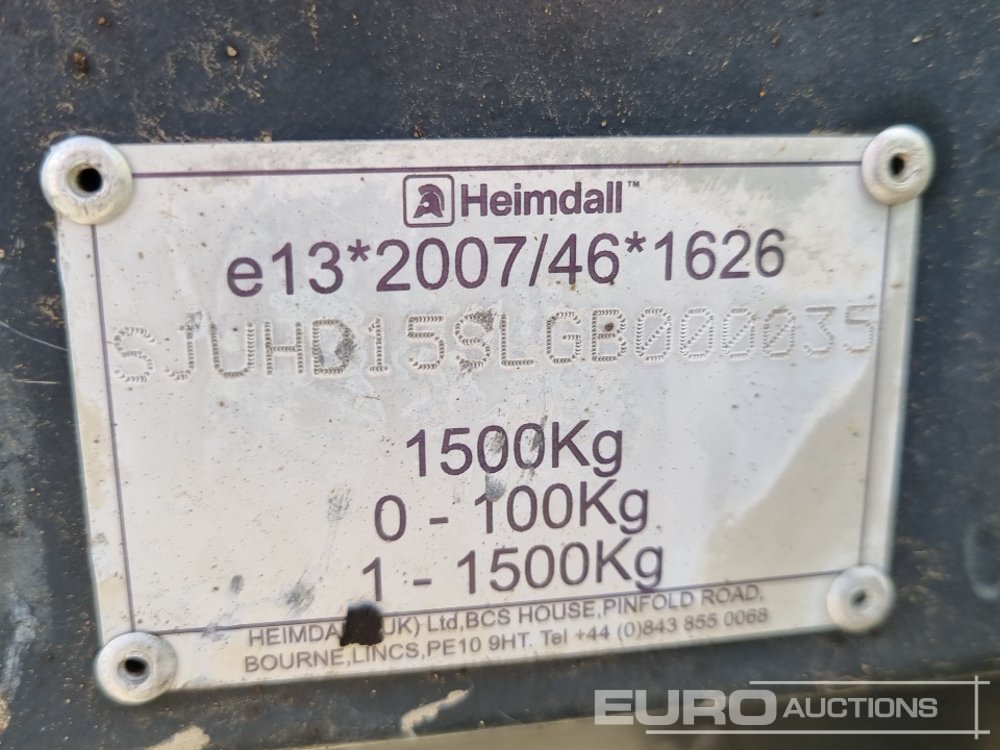 Heimdall™
e13*2007/46*1626
SJUHD15SLGB000035
1500Kg
0 - 100Kg
1 - 1500Kg
(UK) Ltd,BCS HOUSE,PINFOLD ROAD,
BOURNE,LINCS,PE10 9HT. Tel +44 (0)843 855 0068
EURO AUCTIONS